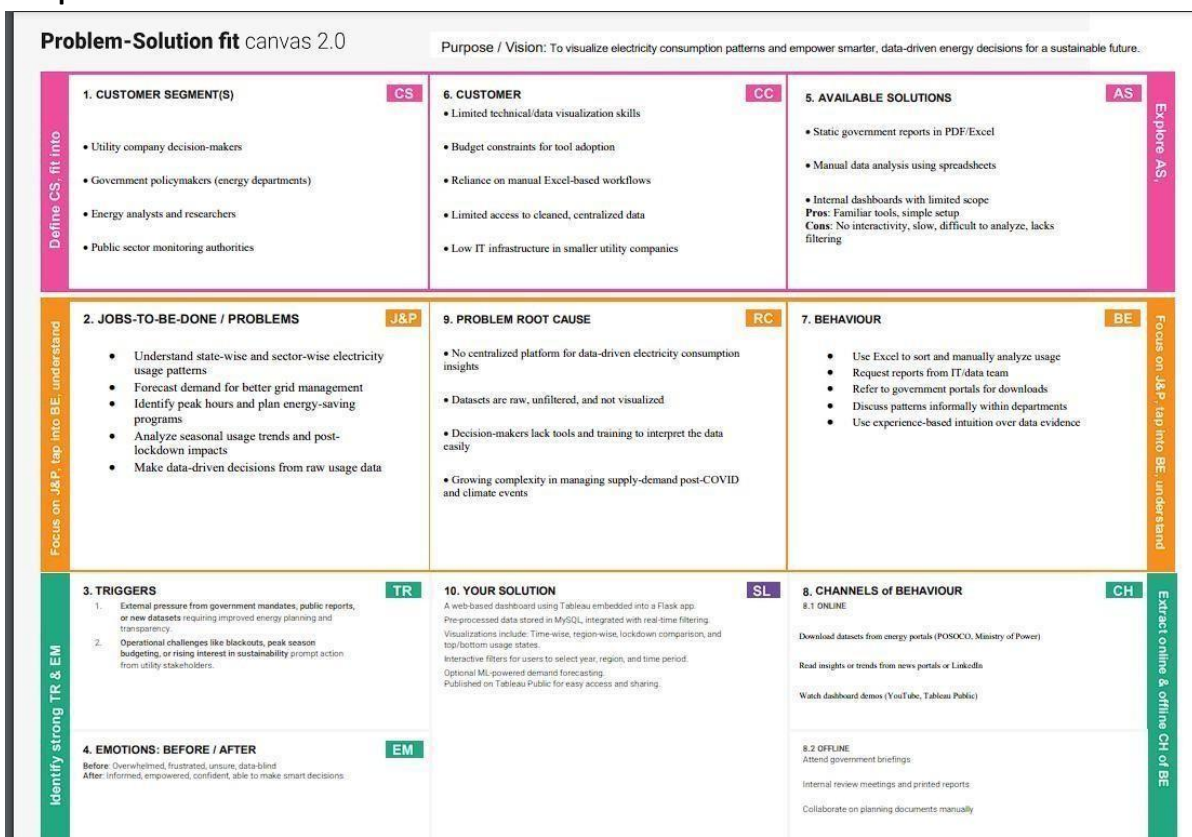 Problem-Solution fit canvas 2.0
Purpose / Vision: To visualize electricity consumption patterns and empower smarter, data-driven energy decisions for a sustainable future.
Define CS, fit into
1. CUSTOMER SEGMENT(S)
CS
• Utility company decision-makers
• Government policymakers (energy departments)
• Energy analysts and researchers
• Public sector monitoring authorities
6. CUSTOMER
CC
• Limited technical/data visualization skills
• Budget constraints for tool adoption
• Reliance on manual Excel-based workflows
• Limited access to cleaned, centralized data
• Low IT infrastructure in smaller utility companies
5. AVAILABLE SOLUTIONS
AS
• Static government reports in PDF/Excel
• Manual data analysis using spreadsheets
• Internal dashboards with limited scope
Pros: Familiar tools, simple setup
Cons: No interactivity, slow, difficult to analyze, lacks
filtering
Explore AS,
Focus on J&P, tap into BE, understand
2. JOBS-TO-BE-DONE / PROBLEMS
J&P
• Understand state-wise and sector-wise electricity
usage patterns
• Forecast demand for better grid management
• Identify peak hours and plan energy-saving
programs
• Analyze seasonal usage trends and post-
lockdown impacts
• Make data-driven decisions from raw usage data
9. PROBLEM ROOT CAUSE
RC
• No centralized platform for data-driven electricity consumption
insights
• Datasets are raw, unfiltered, and not visualized
• Decision-makers lack tools and training to interpret the data
easily
• Growing complexity in managing supply-demand post-COVID
and climate events
7. BEHAVIOUR
BE
• Use Excel to sort and manually analyze usage
• Request reports from IT/data team
• Refer to government portals for downloads
• Discuss patterns informally within departments
• Use experience-based intuition over data evidence
Focus on J&P, tap into BE, understand
Identify strong TR & EM
3. TRIGGERS
TR
1. External pressure from government mandates, public reports,
or new datasets requiring improved energy planning and
transparency.
2. Operational challenges like blackouts, peak season
budgeting, or rising interest in sustainability prompt action
from utility stakeholders.
4. EMOTIONS: BEFORE / AFTER
EM
Before: Overwhelmed, frustrated, unsure, data-blind
After: Informed, empowered, confident, able to make smart decisions.
10. YOUR SOLUTION
SL
A web-based dashboard using Tableau embedded into a Flask app.
Pre-processed data stored in MySQL, integrated with real-time filtering.
Visualizations include: Time-wise, region-wise, lockdown comparison, and
top/bottom usage states.
Interactive filters for users to select year, region, and time period.
Optional ML-powered demand forecasting.
Published on Tableau Public for easy access and sharing.
8. CHANNELS of BEHAVIOUR
CH
8.1 ONLINE
Download datasets from energy portals (POSOCO, Ministry of Power)
Read insights or trends from news portals or LinkedIn
Watch dashboard demos (YouTube, Tableau Public)
8.2 OFFLINE
Attend government briefings
Internal review meetings and printed reports
Collaborate on planning documents manually
Extract online & offline CH of BE